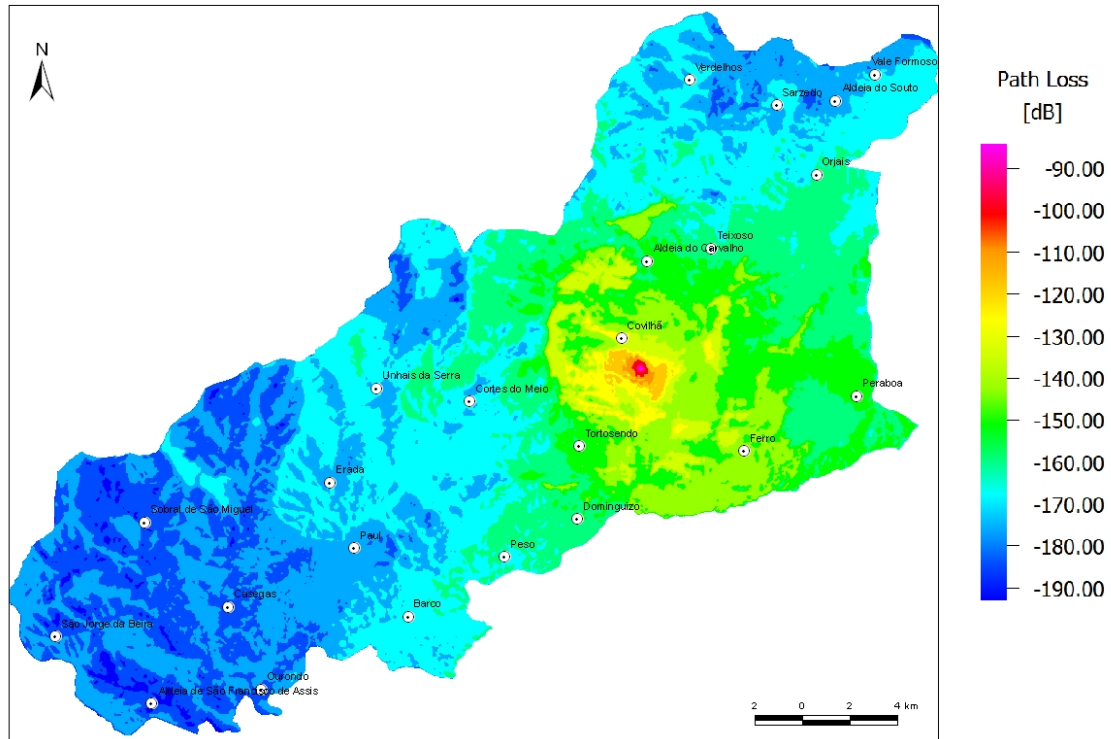 N
Vale Formoso
Verdelhos
Aldeia do Souto
Sarzedo
Orjais
Teixoso
Aldeia do Carvalho
Covilhã
Unhais da Serra
Cortes do Meio
Peraboa
Tortosendo
Ferro
Erada
Sobral de São Miguel
Dominguizo
Paul
Peso
Casegas
Barco
São Jorge da Beira
Ourondo
Aldeia de São Francisco de Assis
2 0 2 4 km
Path Loss
[dB]
-90.00
-100.00
-110.00
-120.00
-130.00
-140.00
-150.00
-160.00
-170.00
-180.00
-190.00